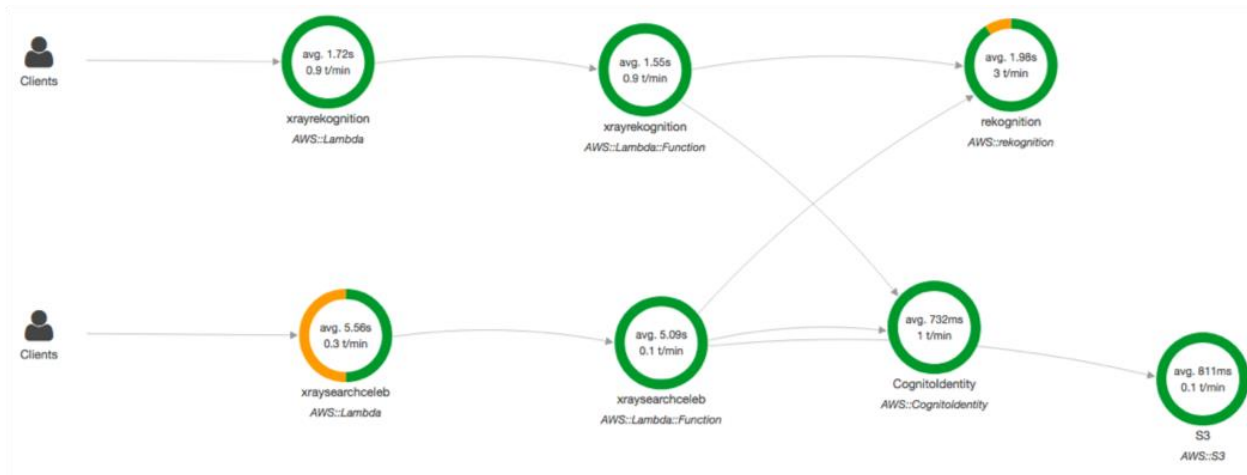 Clients
avg. 1.72s
0.9 t/min
xrayrekognition
AWS::Lambda
avg. 1.55s
0.9 t/min
xrayrekognition
AWS::Lambda::Function
avg. 1.98s
3 t/min
rekognition
AWS::rekognition
Clients
avg. 5.56s
0.3 t/min
xraysearchceleb
AWS::Lambda
avg. 5.09s
0.1 t/min
xraysearchceleb
AWS::Lambda::Function
avg. 732ms
1 t/min
CognitoIdentity
AWS::CognitoIdentity
avg. 811ms
0.1 t/min
S3
AWS::S3